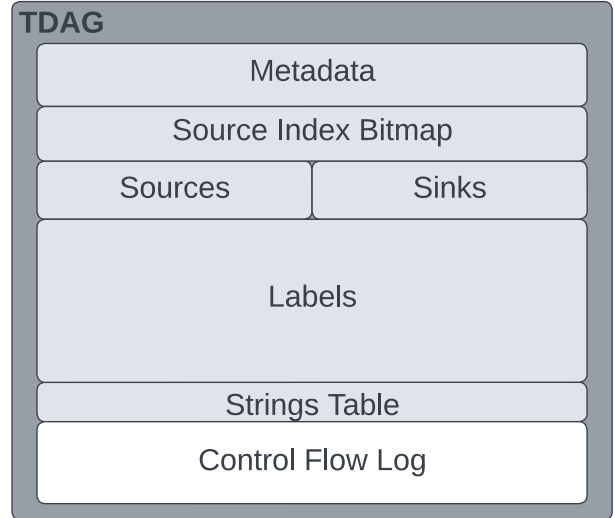 TDAG
Metadata
Source Index Bitmap
Sources
Sinks
Labels
Strings Table
Control Flow Log